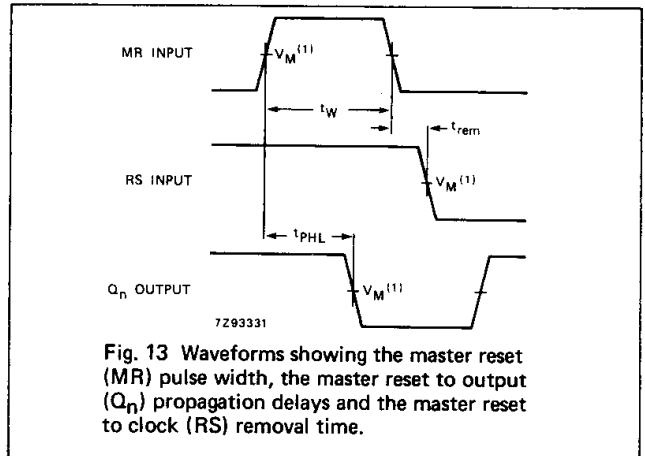 MR INPUT
V_M^(1)
t_W
t_rem
RS INPUT
V_M^(1)
t_PHL
Q_n OUTPUT
V_M^(1)
7Z93331
Fig. 13 Waveforms showing the master reset
(MR) pulse width, the master reset to output
(Q_n) propagation delays and the master reset
to clock (RS) removal time.